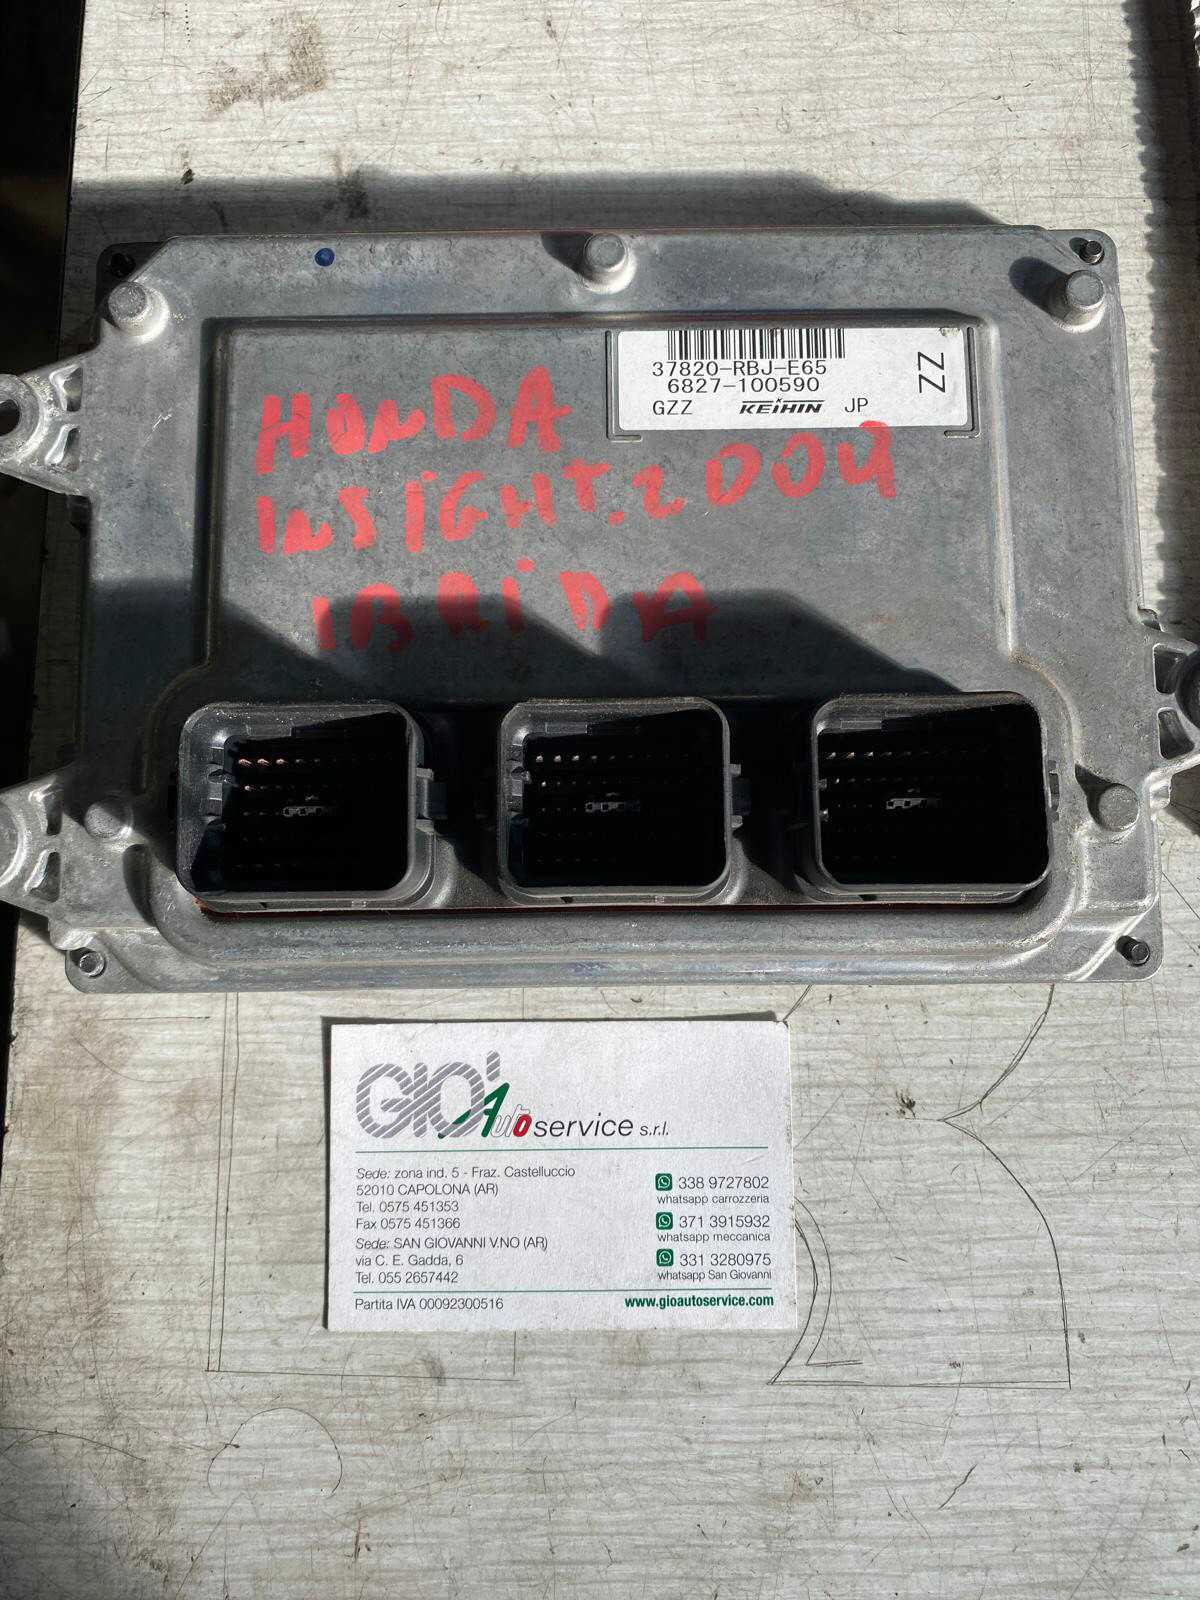 37820-RBJ-E65
6827-100590
GZZ KEIHIN JP
ZZ
HONDA
INSIGHT.2009
IBRIDA
GIO' Autoservice s.r.l.
Sede: zona ind. 5 - Fraz. Castelluccio
52010 CAPOLONA (AR)
Tel. 0575 451353
Fax 0575 451366
Sede: SAN GIOVANNI V.NO (AR)
via C. E. Gadda, 6
Tel. 055 2657442
338 9727802
whatsapp carrozzeria
371 3915932
whatsapp meccanica
331 3280975
whatsapp San Giovanni
Partita IVA 00092300516
www.gioautoservice.com